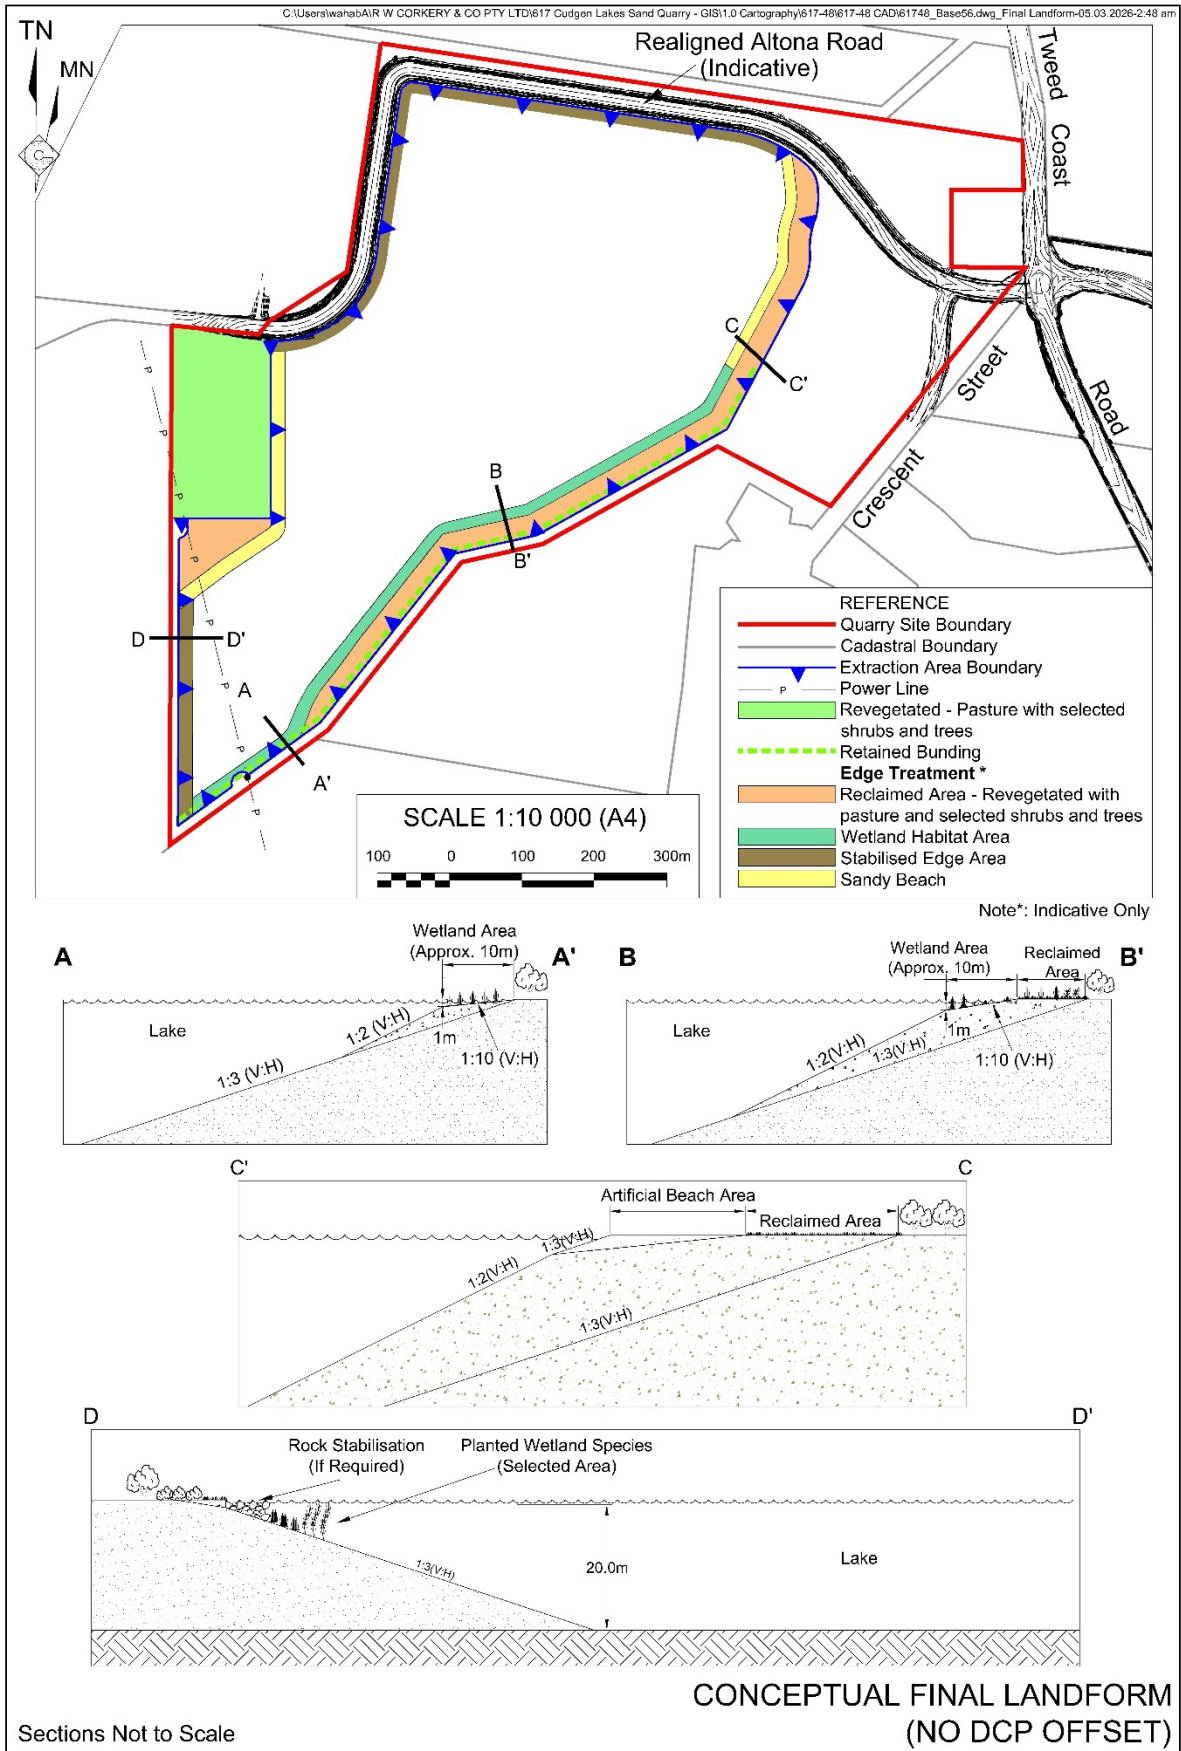 C:\Users\wahabA\R W CORKERY & CO PTY LTD\617 Cudgen Lakes Sand Quarry - GIS\1.0 Cartography\617-48\617-48 CAD\61748_Base56.dwg_Final Landform-05.03.2026-2:48 am
TN
MN
Realigned Altona Road
(Indicative)
Tweed Coast Road
Crescent Street
P
P
P
P
P
P
P
C
C'
B
B'
D
D'
A
A'
REFERENCE
Quarry Site Boundary
Cadastral Boundary
Extraction Area Boundary
P
Power Line
Revegetated - Pasture with selected
shrubs and trees
Retained Bunding
Edge Treatment *
Reclaimed Area - Revegetated with
pasture and selected shrubs and trees
Wetland Habitat Area
Stabilised Edge Area
Sandy Beach
SCALE 1:10 000 (A4)
100 0 100 200 300m
Note*: Indicative Only
A
A'
Wetland Area
(Approx. 10m)
Lake
1:2 (V:H)
1m
1:10 (V:H)
1:3 (V:H)
B
B'
Wetland Area
(Approx. 10m)
Reclaimed
Area
Lake
1:2(V:H)
1:3(V:H)
1m
1:10 (V:H)
C'
C
Artificial Beach Area
Reclaimed Area
1:3(V:H)
1:2(V:H)
1:3(V:H)
D
D'
Rock Stabilisation
(If Required)
Planted Wetland Species
(Selected Area)
1:3(V:H)
20.0m
Lake
CONCEPTUAL FINAL LANDFORM
(NO DCP OFFSET)
Sections Not to Scale